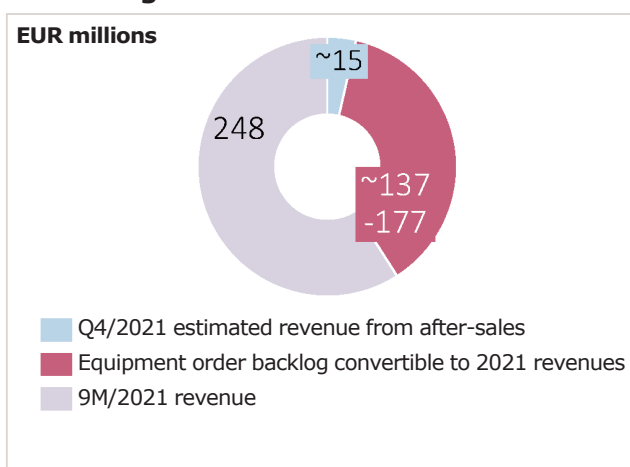 EUR millions
~15
248
~137
-177
Q4/2021 estimated revenue from after-sales
Equipment order backlog convertible to 2021 revenues
9M/2021 revenue